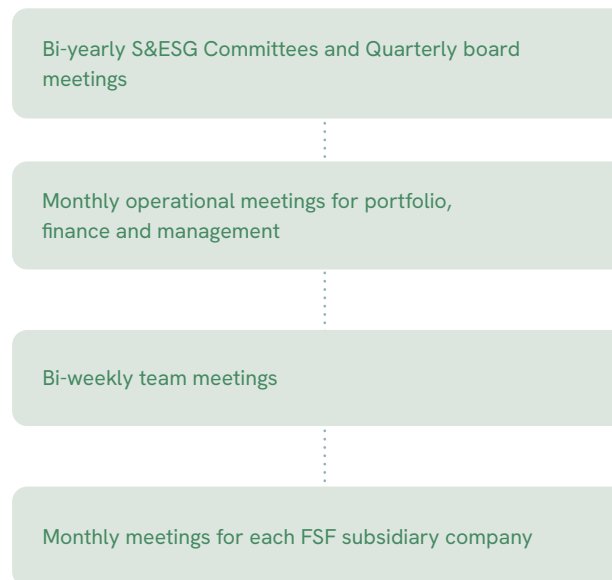 Bi-yearly S&ESG Committees and Quarterly board
meetings
Monthly operational meetings for portfolio,
finance and management
Bi-weekly team meetings
Monthly meetings for each FSF subsidiary company